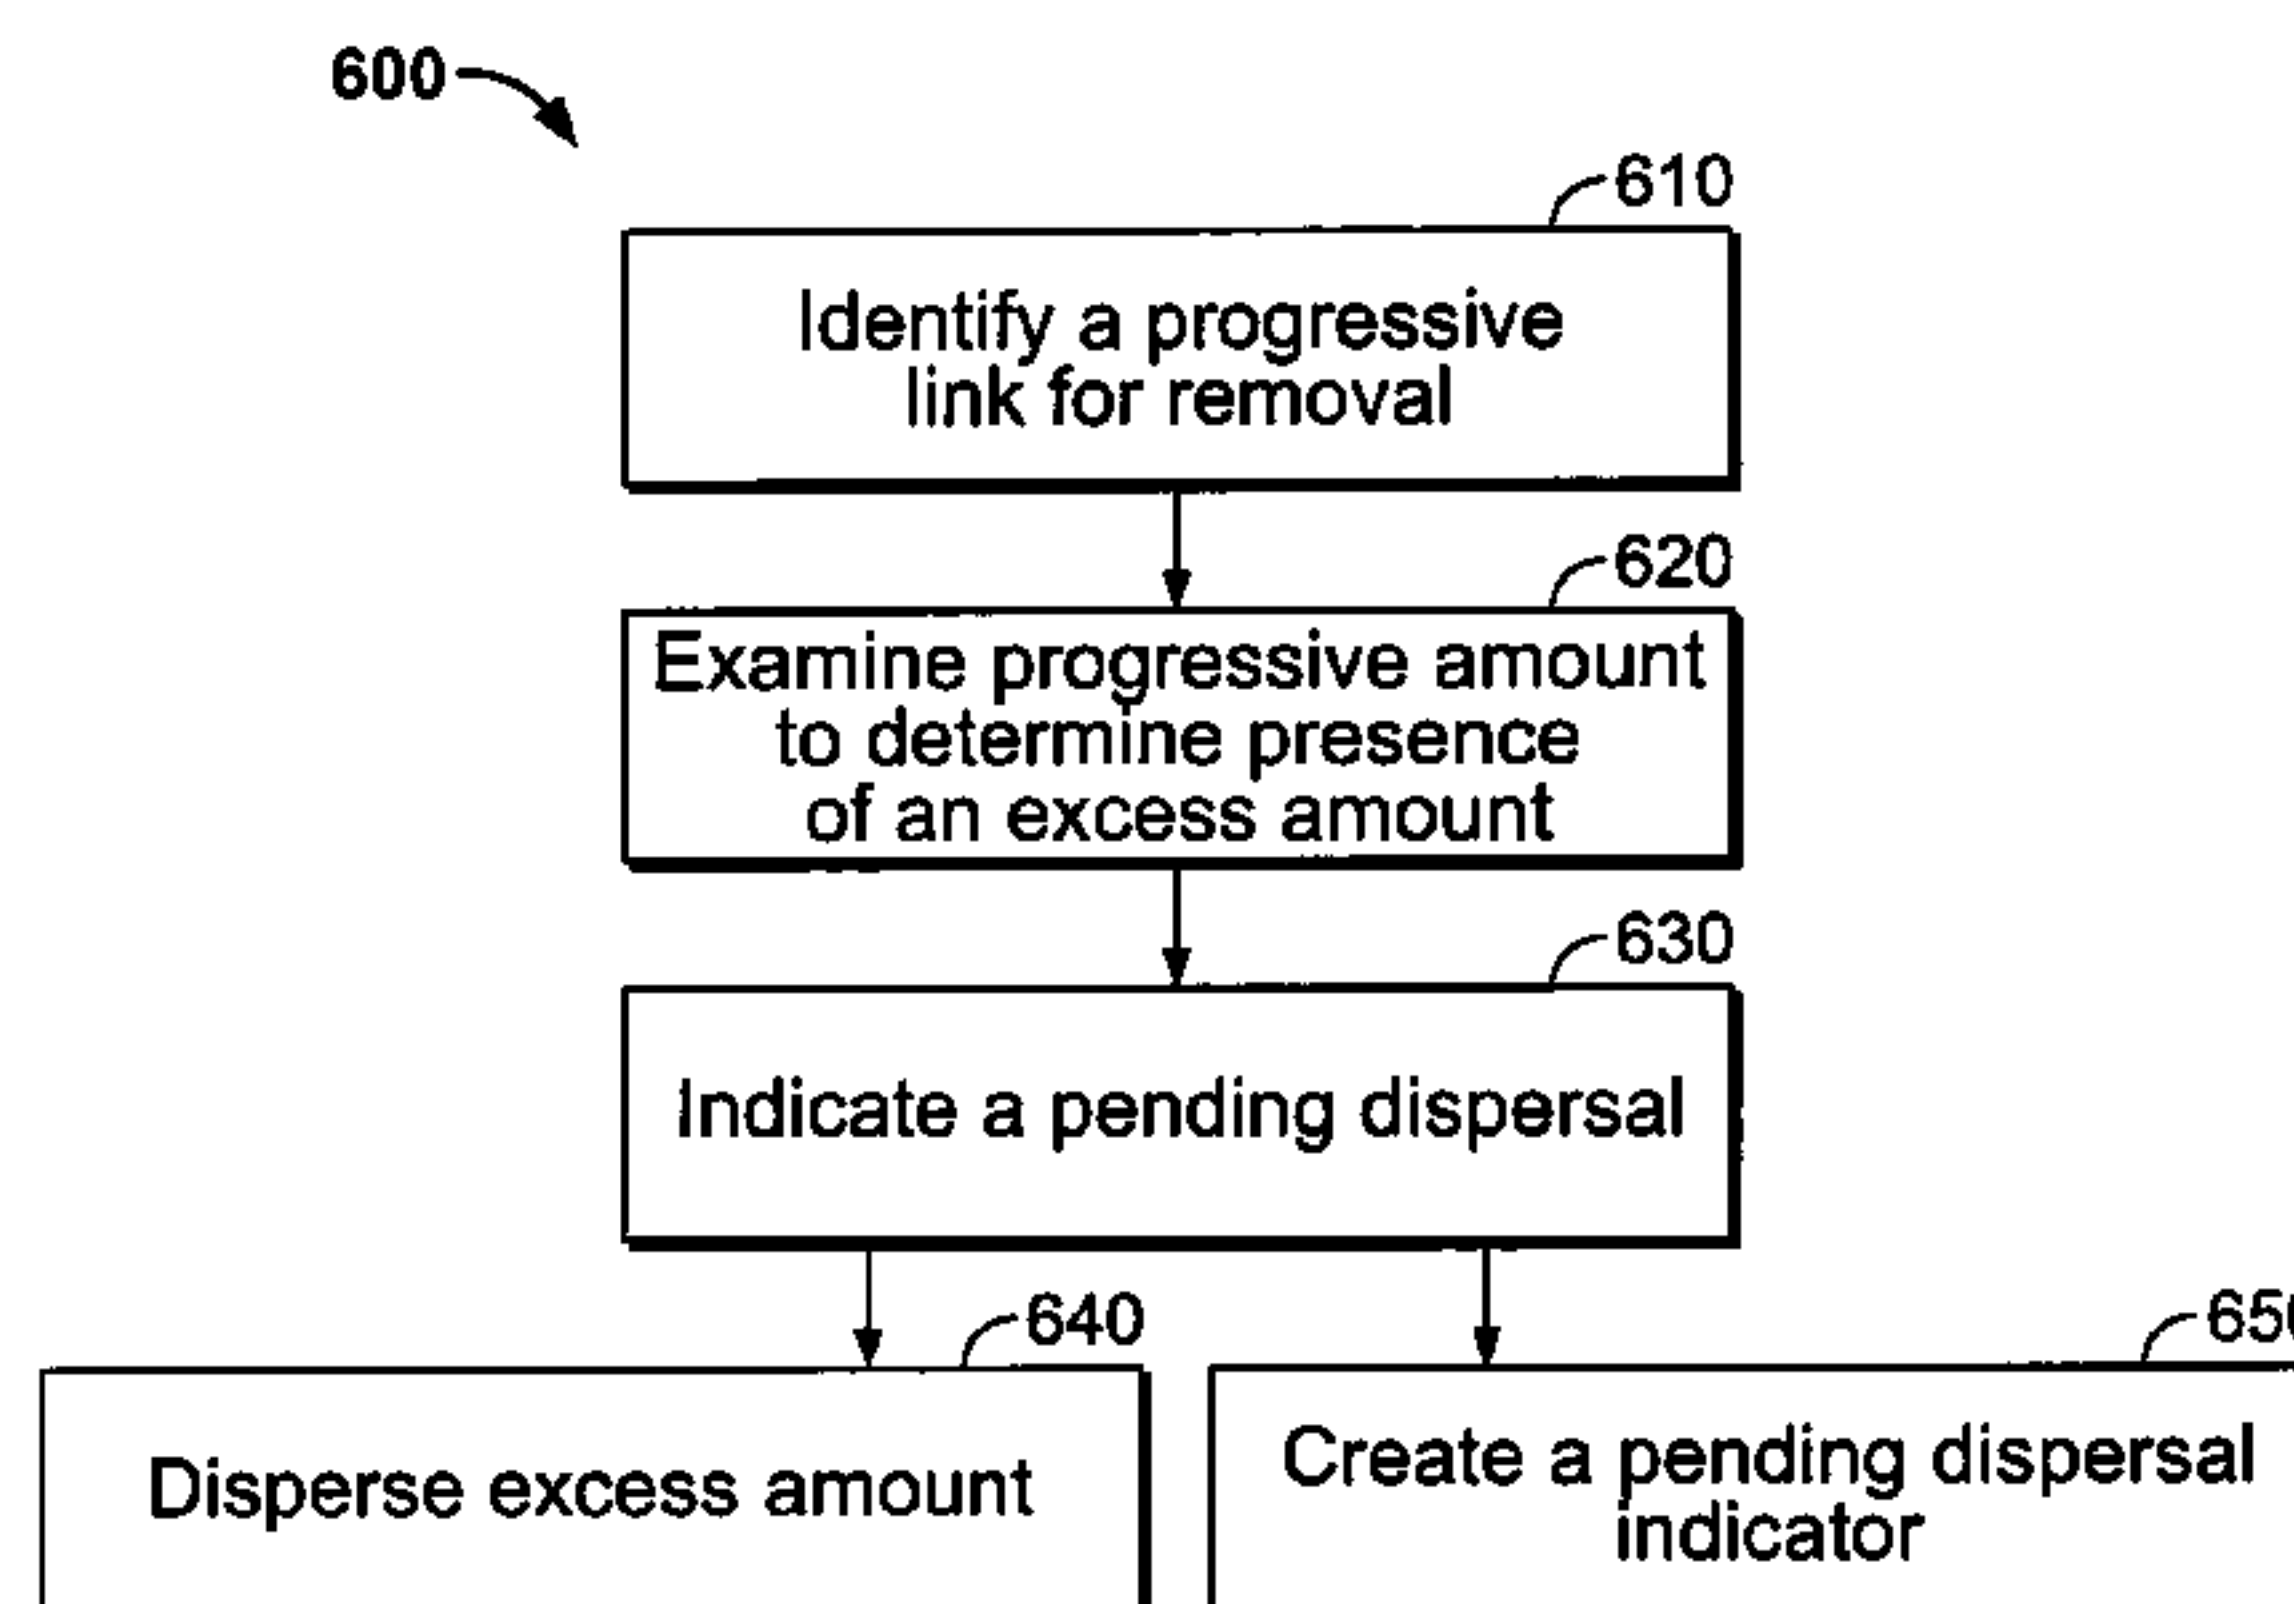 600
610
Identify a progressive
link for removal
620
Examine progressive amount
to determine presence
of an excess amount
630
Indicate a pending dispersal
640
Disperse excess amount
650
Create a pending dispersal
indicator